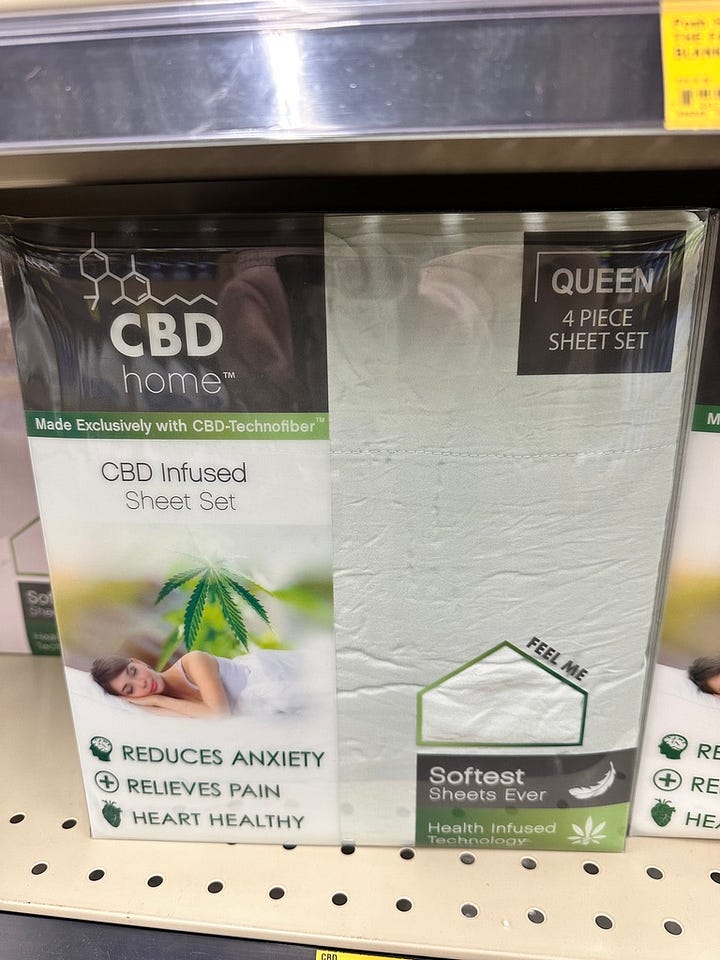 CBD
home™
Made Exclusively with CBD-Technofiber™
CBD Infused
Sheet Set
REDUCES ANXIETY
RELIEVES PAIN
HEART HEALTHY
QUEEN
4 PIECE
SHEET SET
FEEL ME
Softest
Sheets Ever
Health Infused
Technology
CBD